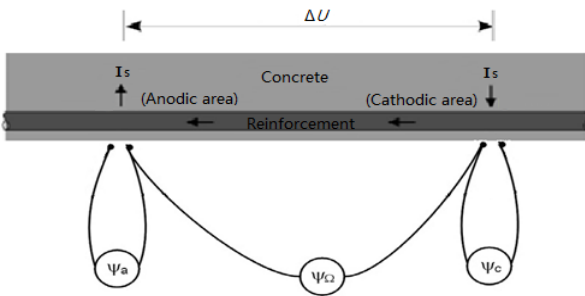 ΔU
Is Concrete Is
(Anodic area) (Cathodic area)
Reinforcement
Ψa ΨΩ Ψc